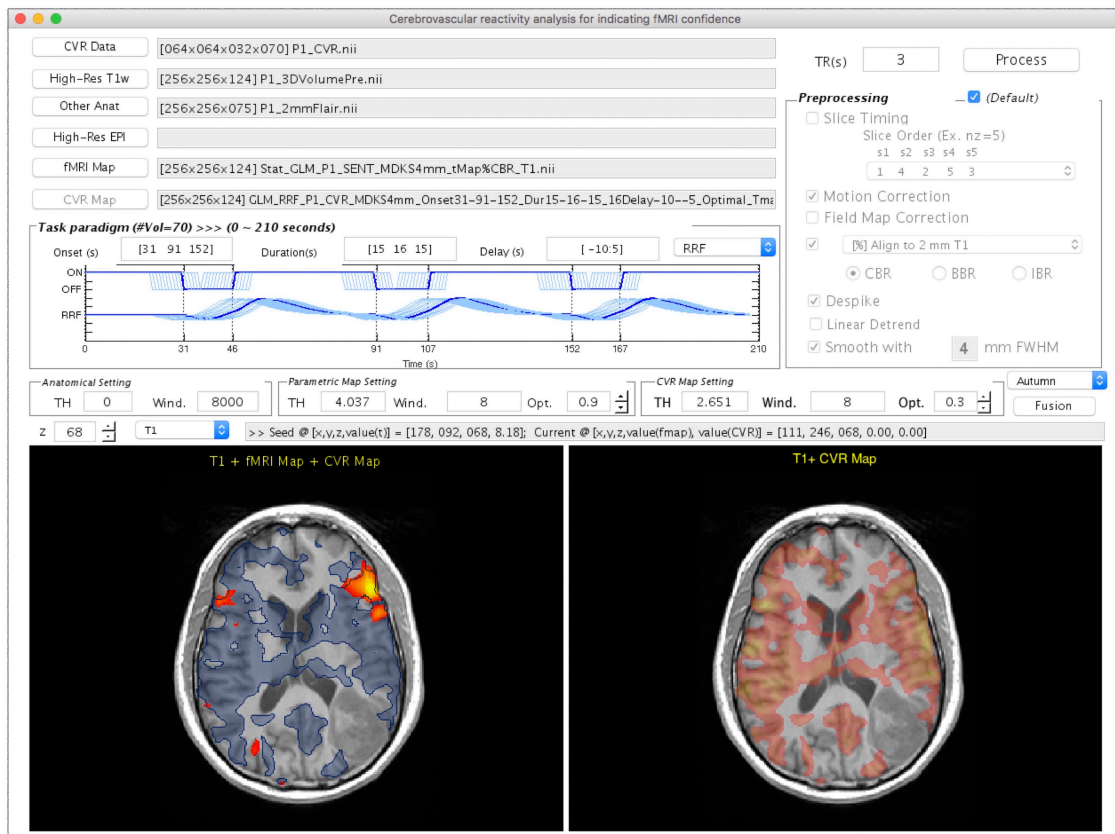 Cerebrovascular reactivity analysis for indicating fMRI confidence
CVR Data [064x064x032x070] P1_CVR.nii
High-Res T1w [256x256x124] P1_3DVolumePre.nii
Other Anat [256x256x075] P1_2mmFlair.nii
High-Res EPI
fMRI Map [256x256x124] Stat_GLM_P1_SENT_MDKS4mm_tMap%CBR_T1.nii
CVR Map [256x256x124] GLM_RRF_P1_CVR_MDKS4mm_Onset31-91-152_Dur15-16-15_16Delay-10--5_Optimal_Tma
TR(s) 3 Process
Preprocessing (Default)
Slice Timing
Slice Order (Ex. nz=5)
s1 s2 s3 s4 s5
1 4 2 5 3
Motion Correction
Field Map Correction
[%] Align to 2 mm T1
CBR BBR IBR
Despike
Linear Detrend
Smooth with 4 mm FWHM
Task paradigm (#Vol=70) >>> (0 ~ 210 seconds)
Onset (s) [31 91 152] Duration(s) [15 16 15] Delay (s) [ -10:5] RRF
ON
OFF
RRF
0 31 46 91 107 152 167 210
Time (s)
Anatomical Setting
TH 0 Wind. 8000
Parametric Map Setting
TH 4.037 Wind. 8 Opt. 0.9
CVR Map Setting
TH 2.651 Wind. 8 Opt. 0.3
Autumn
Fusion
Z 68 T1 >> Seed @ [x,y,z,value(t)] = [178, 092, 068, 8.18]; Current @ [x,y,z,value(fmap), value(CVR)] = [111, 246, 068, 0.00, 0.00]
T1 + fMRI Map + CVR Map
T1+ CVR Map